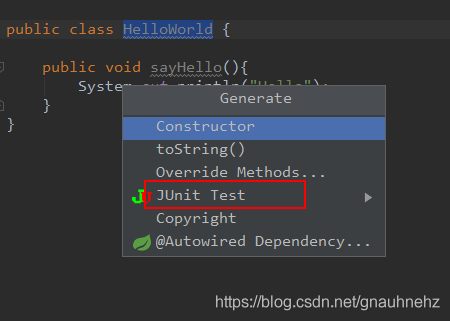 public class HelloWorld {
public void sayHello(){
System.out.println("Hello");
}
}
Generate
Constructor
toString()
Override Methods...
JUnit Test
Copyright
@Autowired Dependency...
https://blog.csdn.net/gnauhnehz